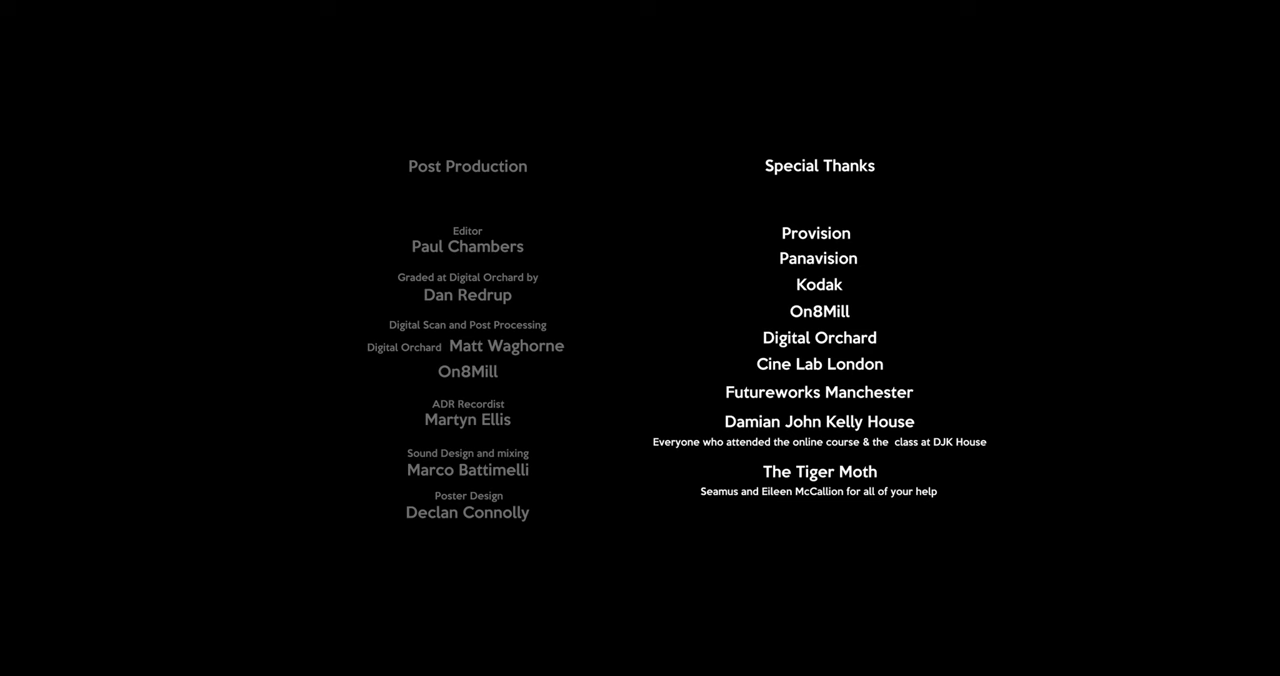 Post Production
Editor
Paul Chambers
Graded at Digital Orchard by
Dan Redrup
Digital Scan and Post Processing
Digital Orchard Matt Waghorne
On8Mill
ADR Recordist
Martyn Ellis
Sound Design and mixing
Marco Battimelli
Poster Design
Declan Connolly
Special Thanks
Provision
Panavision
Kodak
On8Mill
Digital Orchard
Cine Lab London
Futureworks Manchester
Damian John Kelly House
Everyone who attended the online course & the class at DJK House
The Tiger Moth
Seamus and Eileen McCallion for all of your help